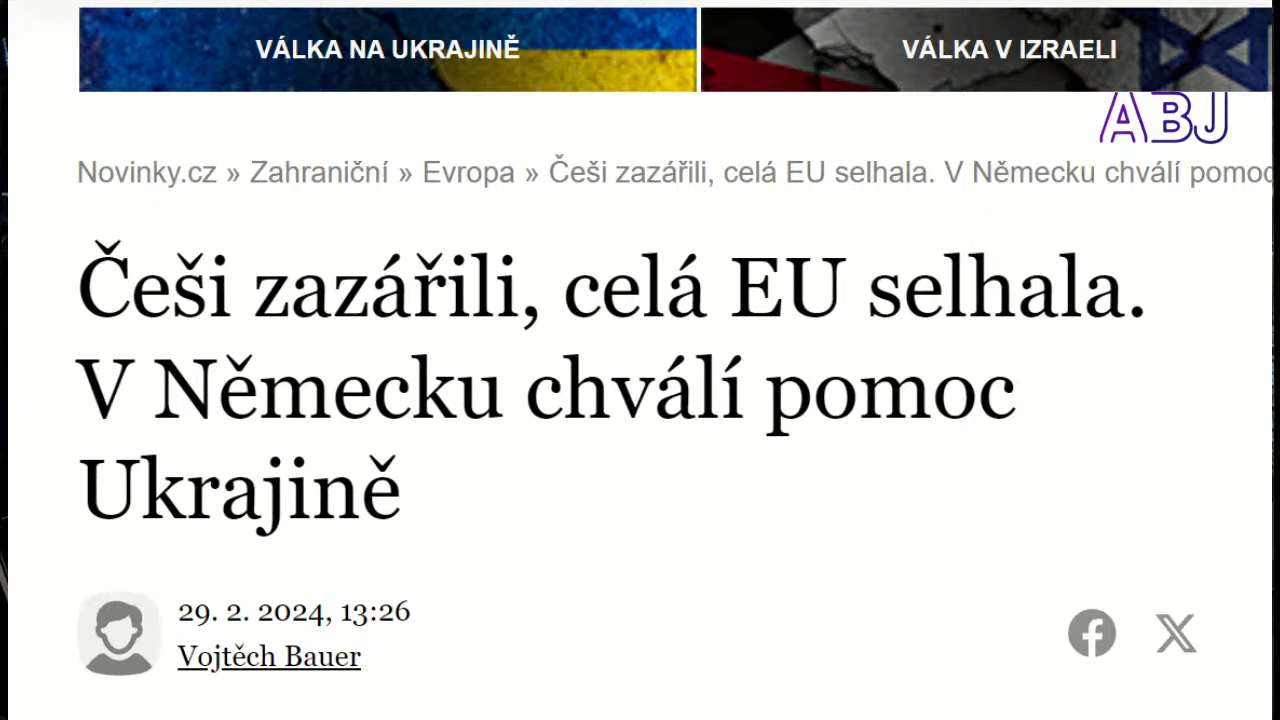 VÁLKA NA UKRAJINĚ
VÁLKA V IZRAELI
ABJ
Novinky.cz » Zahraniční » Evropa » Češi zazářili, celá EU selhala. V Německu chválí pomoc
Češi zazářili, celá EU selhala.
V Německu chválí pomoc
Ukrajině
29. 2. 2024, 13:26
Vojtěch Bauer